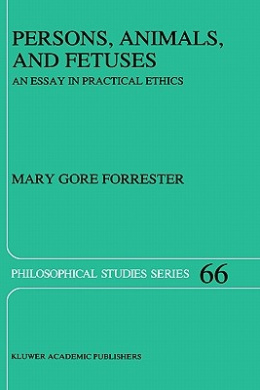 PERSONS, ANIMALS,
AND FETUSES
AN ESSAY IN PRACTICAL ETHICS
MARY GORE FORRESTER
PHILOSOPHICAL STUDIES SERIES 66
KLUWER ACADEMIC PUBLISHERS